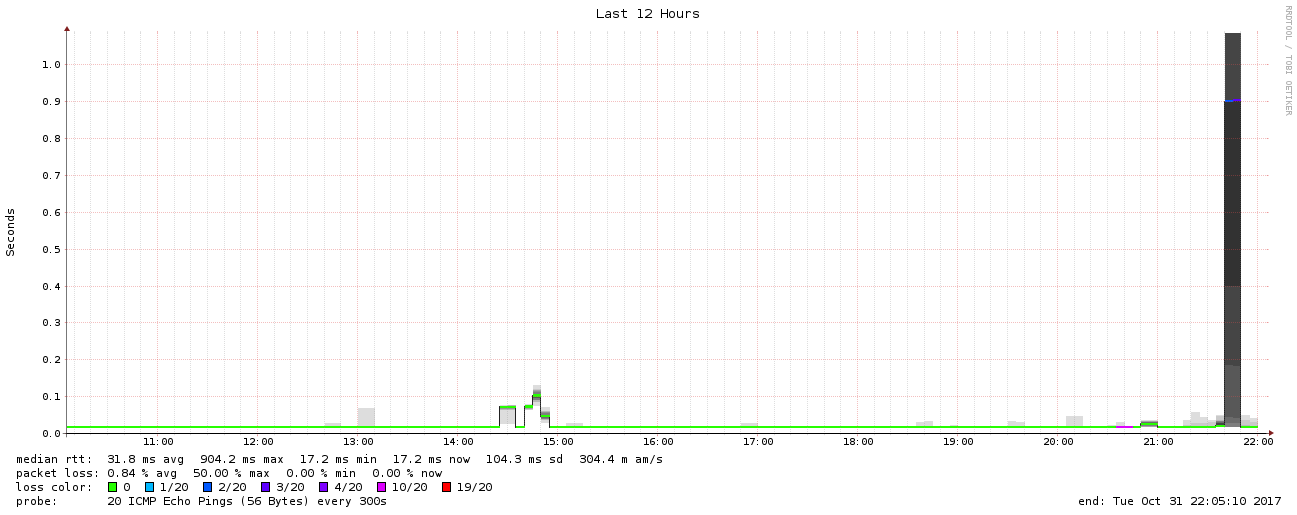 Last 12 Hours
RRDTOOL / TOBI OETIKER
Seconds
1.0
0.9
0.8
0.7
0.6
0.5
0.4
0.3
0.2
0.1
0.0
11:00 12:00 13:00 14:00 15:00 16:00 17:00 18:00 19:00 20:00 21:00 22:00
median rtt: 31.8 ms avg 904.2 ms max 17.2 ms min 17.2 ms now 104.3 ms sd 304.4 m am/s
packet loss: 0.84 % avg 50.00 % max 0.00 % min 0.00 % now
loss color: 0 1/20 2/20 3/20 4/20 10/20 19/20
probe: 20 ICMP Echo Pings (56 Bytes) every 300s end: Tue Oct 31 22:05:10 2017